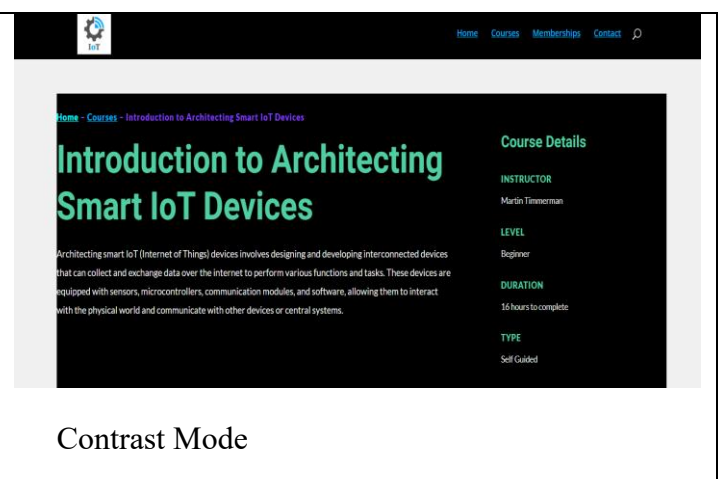 IoT
Home Courses Memberships Contact
Home - Courses - Introduction to Architecting Smart IoT Devices
Introduction to Architecting
Smart IoT Devices
Architecting smart IoT (Internet of Things) devices involves designing and developing interconnected devices
that can collect and exchange data over the internet to perform various functions and tasks. These devices are
equipped with sensors, microcontrollers, communication modules, and software, allowing them to interact
with the physical world and communicate with other devices or central systems.
Course Details
INSTRUCTOR
Martin Timmerman
LEVEL
Beginner
DURATION
16 hours to complete
TYPE
Self Guided
Contrast Mode